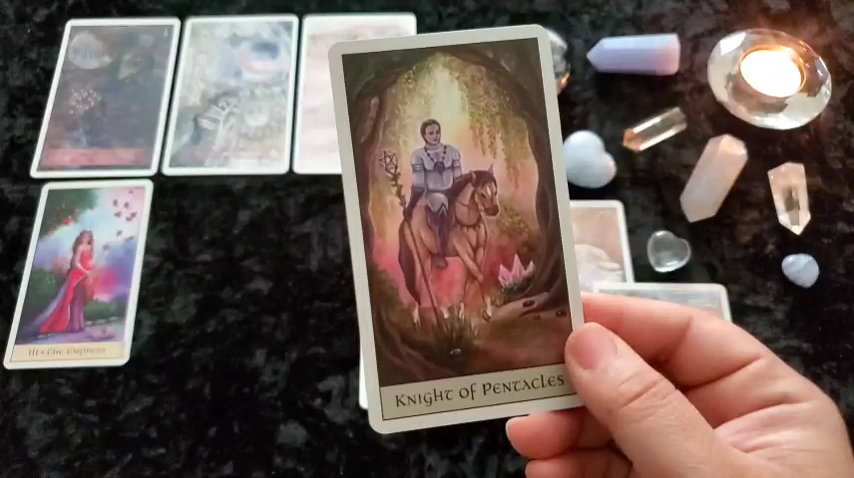 III • The Empress
Knight of Pentacles